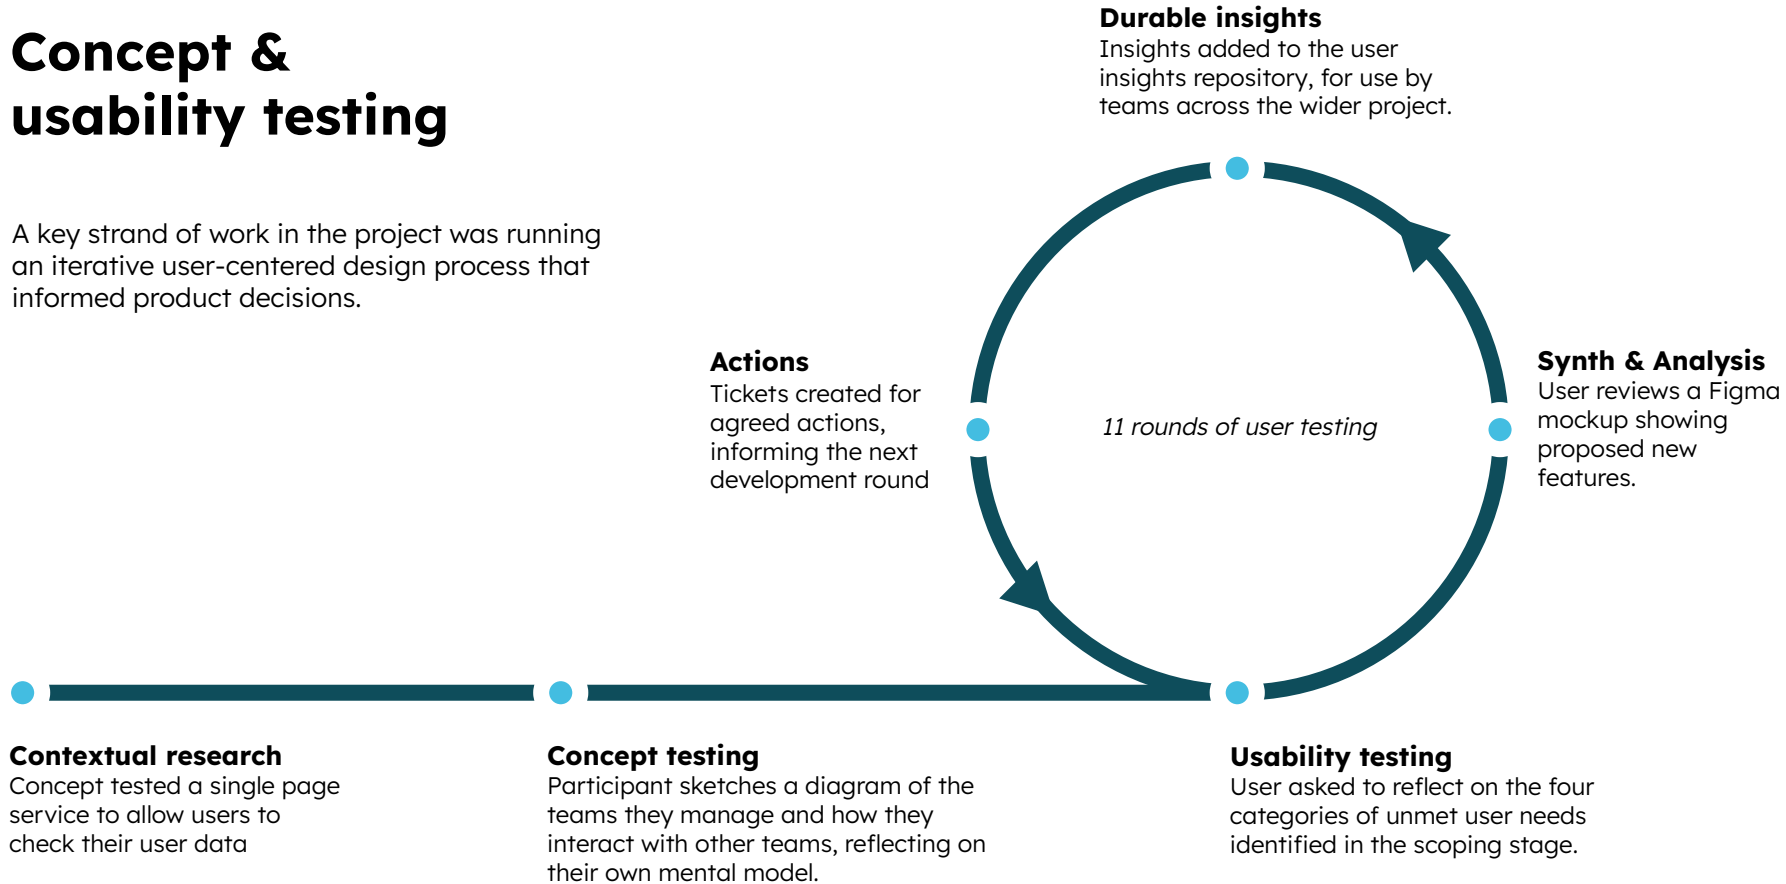 Concept &
usability testing
A key strand of work in the project was running
an iterative user-centered design process that
informed product decisions.
Durable insights
Insights added to the user
insights repository, for use by
teams across the wider project.
Actions
Tickets created for
agreed actions,
informing the next
development round
11 rounds of user testing
Synth & Analysis
User reviews a Figma
mockup showing
proposed new
features.
Contextual research
Concept tested a single page
service to allow users to
check their user data
Concept testing
Participant sketches a diagram of the
teams they manage and how they
interact with other teams, reflecting on
their own mental model.
Usability testing
User asked to reflect on the four
categories of unmet user needs
identified in the scoping stage.